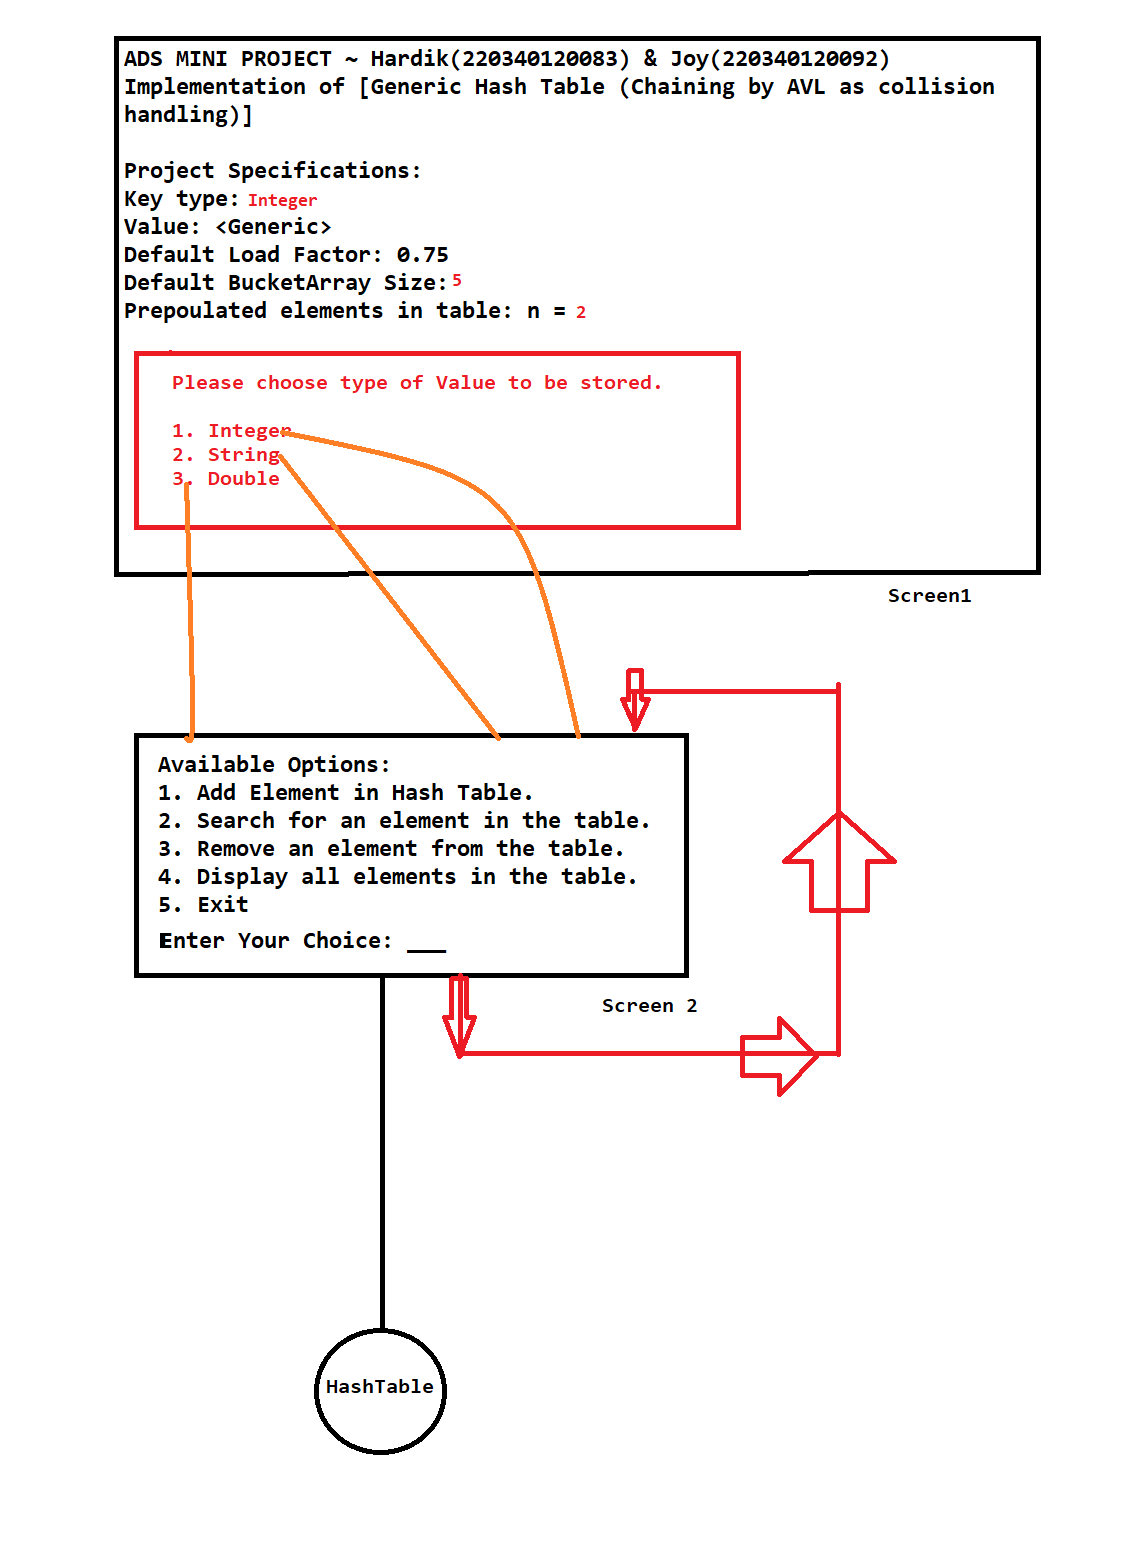 ADS MINI PROJECT ~ Hardik(220340120083) & Joy(220340120092)
Implementation of [Generic Hash Table (Chaining by AVL as collision
handling)]
Project Specifications:
Key type: Integer
Value: <Generic>
Default Load Factor: 0.75
Default BucketArray Size: 5
Prepoulated elements in table: n = 2
Please choose type of Value to be stored.
1. Integer
2. String
3. Double
Screen1
Available Options:
1. Add Element in Hash Table.
2. Search for an element in the table.
3. Remove an element from the table.
4. Display all elements in the table.
5. Exit
Enter Your Choice: ___
Screen 2
HashTable